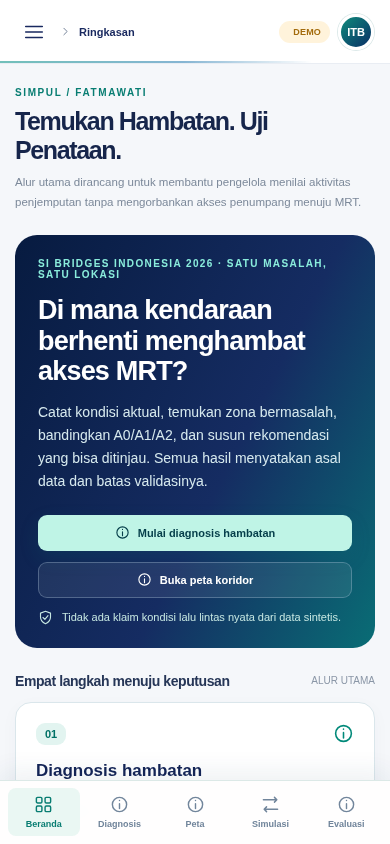 Ringkasan
DEMO
ITB
SIMPUL / FATMAWATI
Temukan Hambatan. Uji
Penataan.
Alur utama dirancang untuk membantu pengelola menilai aktivitas
penjemputan tanpa mengorbankan akses penumpang menuju MRT.
SI BRIDGES INDONESIA 2026 · SATU MASALAH,
SATU LOKASI
Di mana kendaraan
berhenti menghambat
akses MRT?
Catat kondisi aktual, temukan zona bermasalah,
bandingkan A0/A1/A2, dan susun rekomendasi
yang bisa ditinjau. Semua hasil menyatakan asal
data dan batas validasinya.
Mulai diagnosis hambatan
Buka peta koridor
Tidak ada klaim kondisi lalu lintas nyata dari data sintetis.
Empat langkah menuju keputusan
ALUR UTAMA
01
Diagnosis hambatan
Beranda
Diagnosis
Peta
Simulasi
Evaluasi